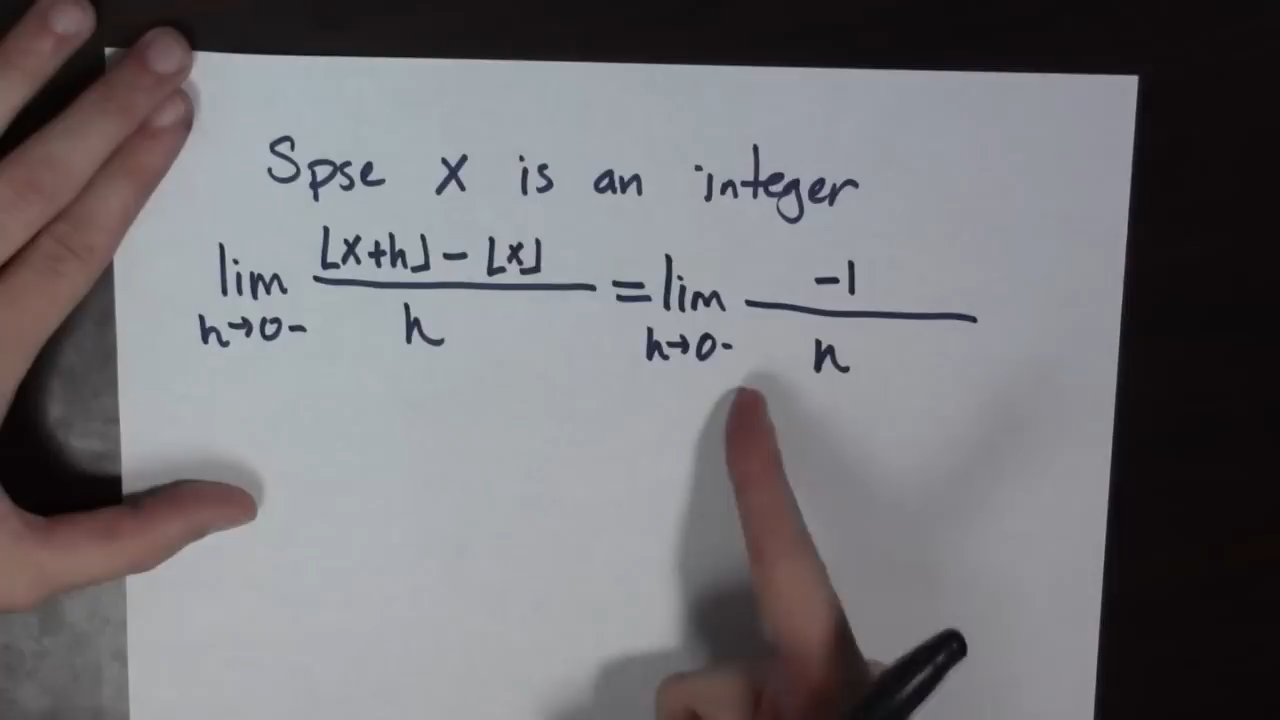 Spse x is an integer
lim h→0- ⌊x+h⌋ - ⌊x⌋ / h = lim h→0- -1 / h